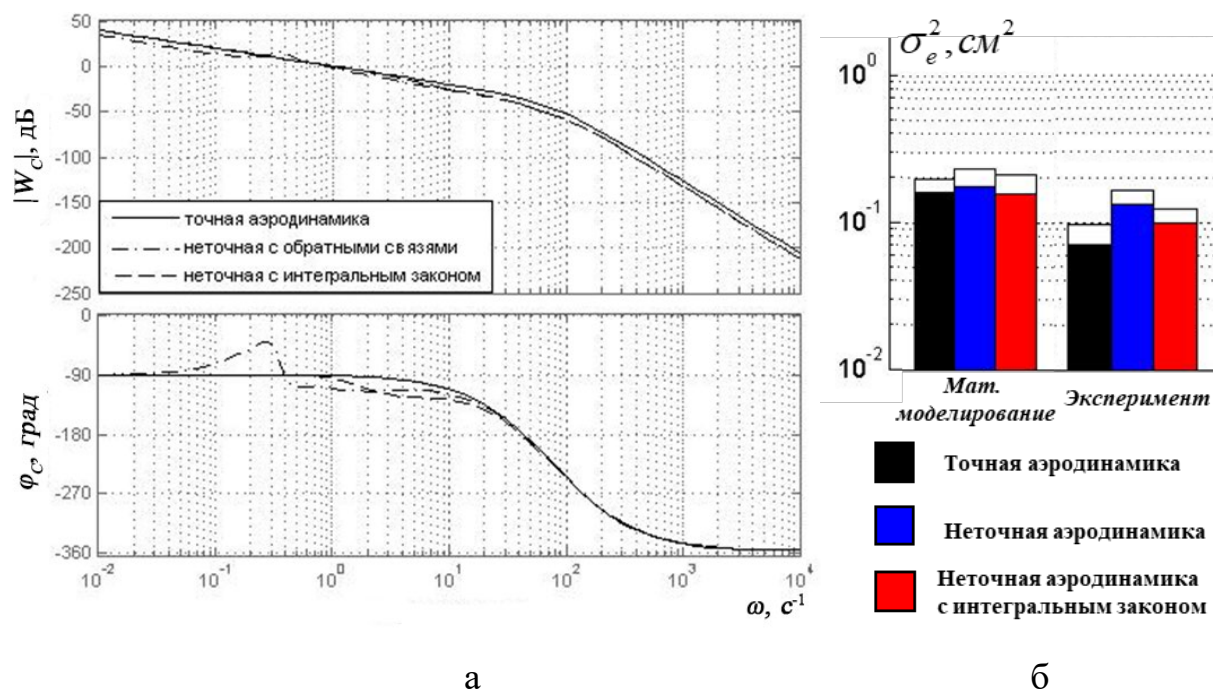 50
0
-50
-100
-150
-200
-250
|W_C|, дБ
точная аэродинамика
неточная с обратными связями
неточная с интегральным законом
0
-90
-180
-270
-360
φ_C, град
10^-2
10^-1
10^0
10^1
10^2
10^3
10^4
ω, с^-1
а
σ_e^2, см^2
10^0
10^-1
10^-2
Мат.
моделирование
Эксперимент
Точная аэродинамика
Неточная аэродинамика
Неточная аэродинамика
с интегральным законом
б